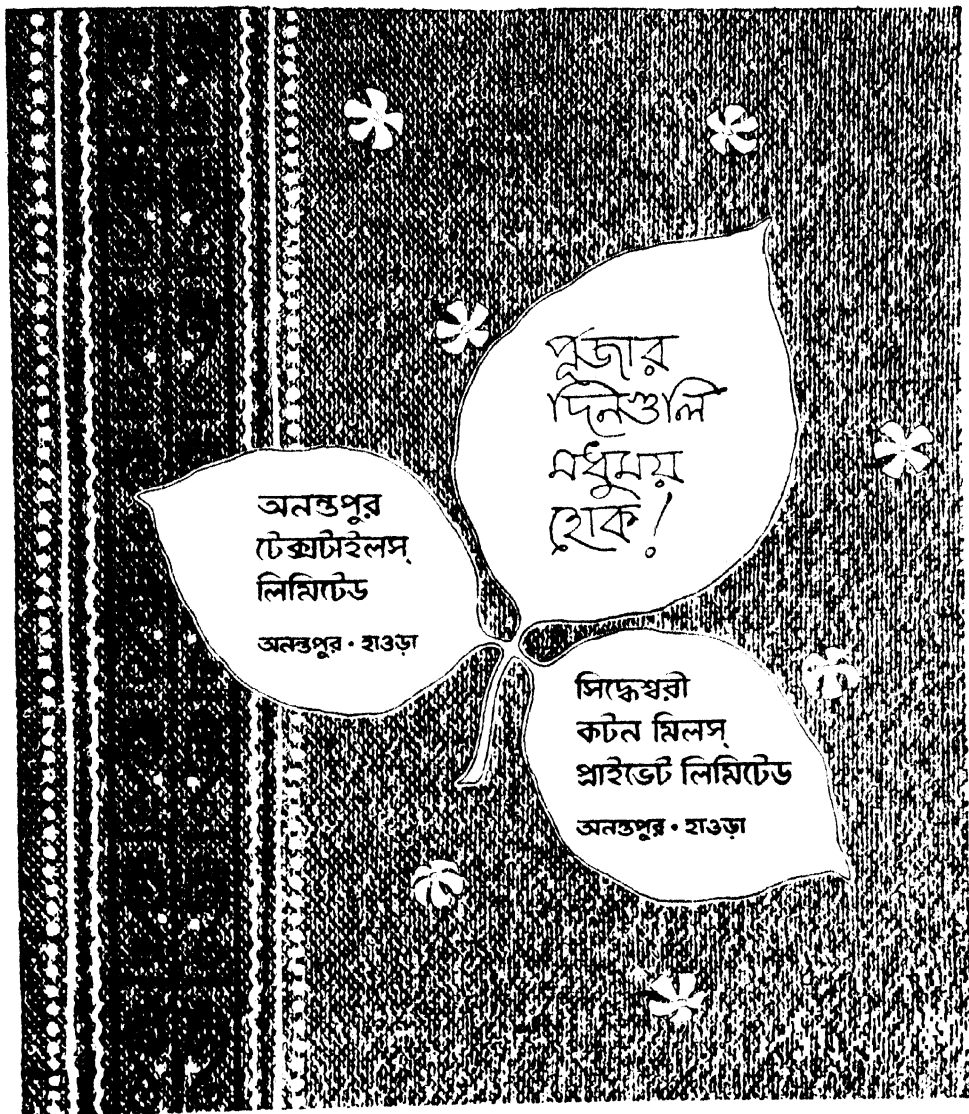 পূজার
দিনগুলি
মধুময়
হোক!
অনন্তপুর
টেক্সটাইলস্
লিমিটেড
অনন্তপুর • হাওড়া
সিদ্ধেশ্বরী
কটন মিলস্
প্রাইভেট লিমিটেড
অনন্তপুর • হাওড়া